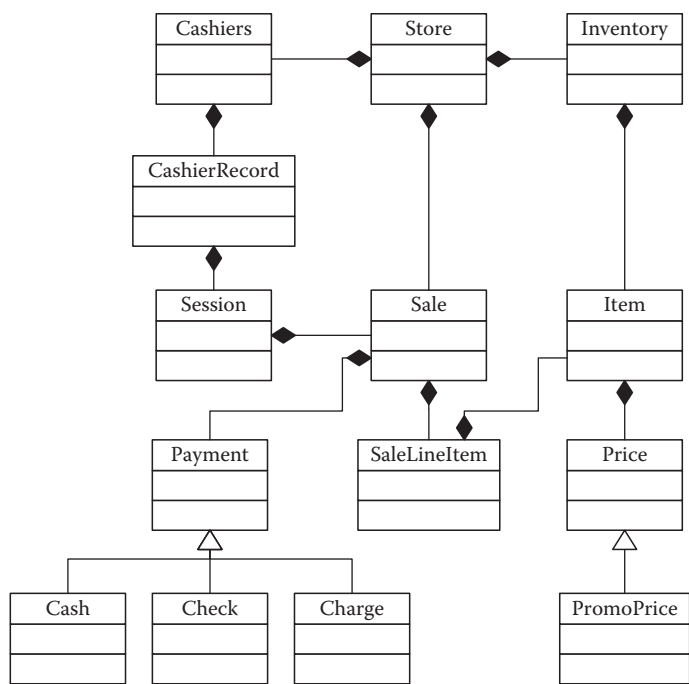 Cashiers
Store
Inventory
CashierRecord
Session
Sale
Item
Payment
SaleLineItem
Price
Cash
Check
Charge
PromoPrice